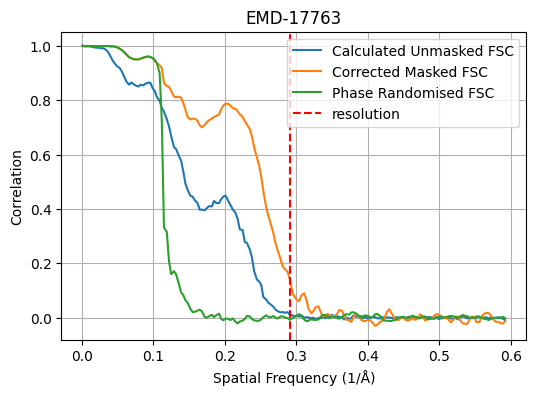 EMD-17763
Calculated Unmasked FSC
Corrected Masked FSC
Phase Randomised FSC
resolution
Correlation
1.0
0.8
0.6
0.4
0.2
0.0
0.0 0.1 0.2 0.3 0.4 0.5 0.6
Spatial Frequency (1/Å)